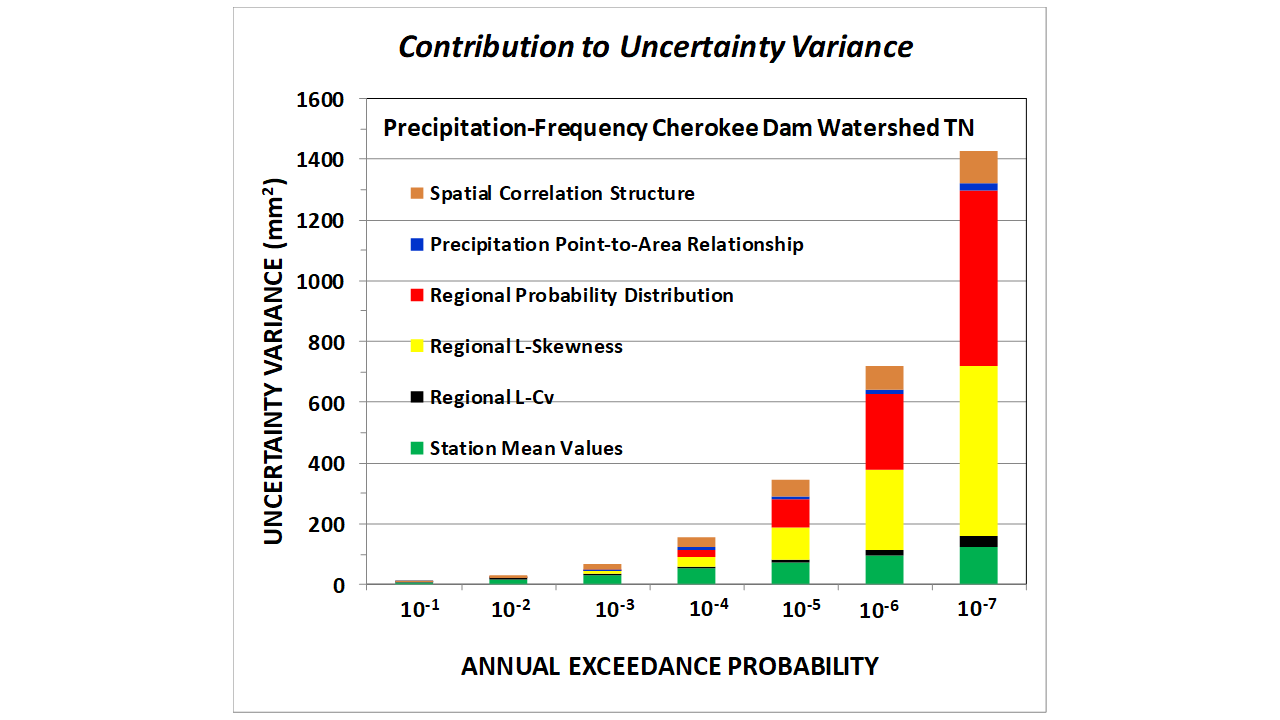 Contribution to Uncertainty Variance
Precipitation-Frequency Cherokee Dam Watershed TN
Spatial Correlation Structure
Precipitation Point-to-Area Relationship
Regional Probability Distribution
Regional L-Skewness
Regional L-Cv
Station Mean Values
UNCERTAINTY VARIANCE (mm²)
1600
1400
1200
1000
800
600
400
200
0
10⁻¹ 10⁻² 10⁻³ 10⁻⁴ 10⁻⁵ 10⁻⁶ 10⁻⁷
ANNUAL EXCEEDANCE PROBABILITY